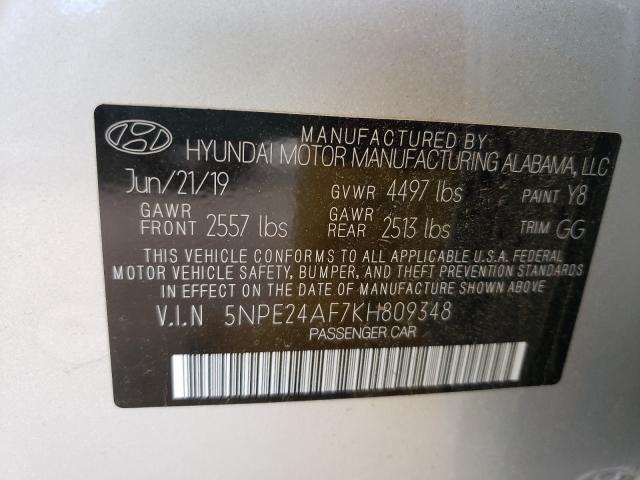 MANUFACTURED BY
HYUNDAI MOTOR MANUFACTURING ALABAMA, LLC
Jun/21/19 GVWR 4497 lbs PAINT Y8
GAWR FRONT 2557 lbs GAWR REAR 2513 lbs TRIM GG
THIS VEHICLE CONFORMS TO ALL APPLICABLE U.S.A. FEDERAL
MOTOR VEHICLE SAFETY, BUMPER, AND THEFT PREVENTION STANDARDS
IN EFFECT ON THE DATE OF MANUFACTURE SHOWN ABOVE.
V.I.N 5NPE24AF7KH809348
PASSENGER CAR